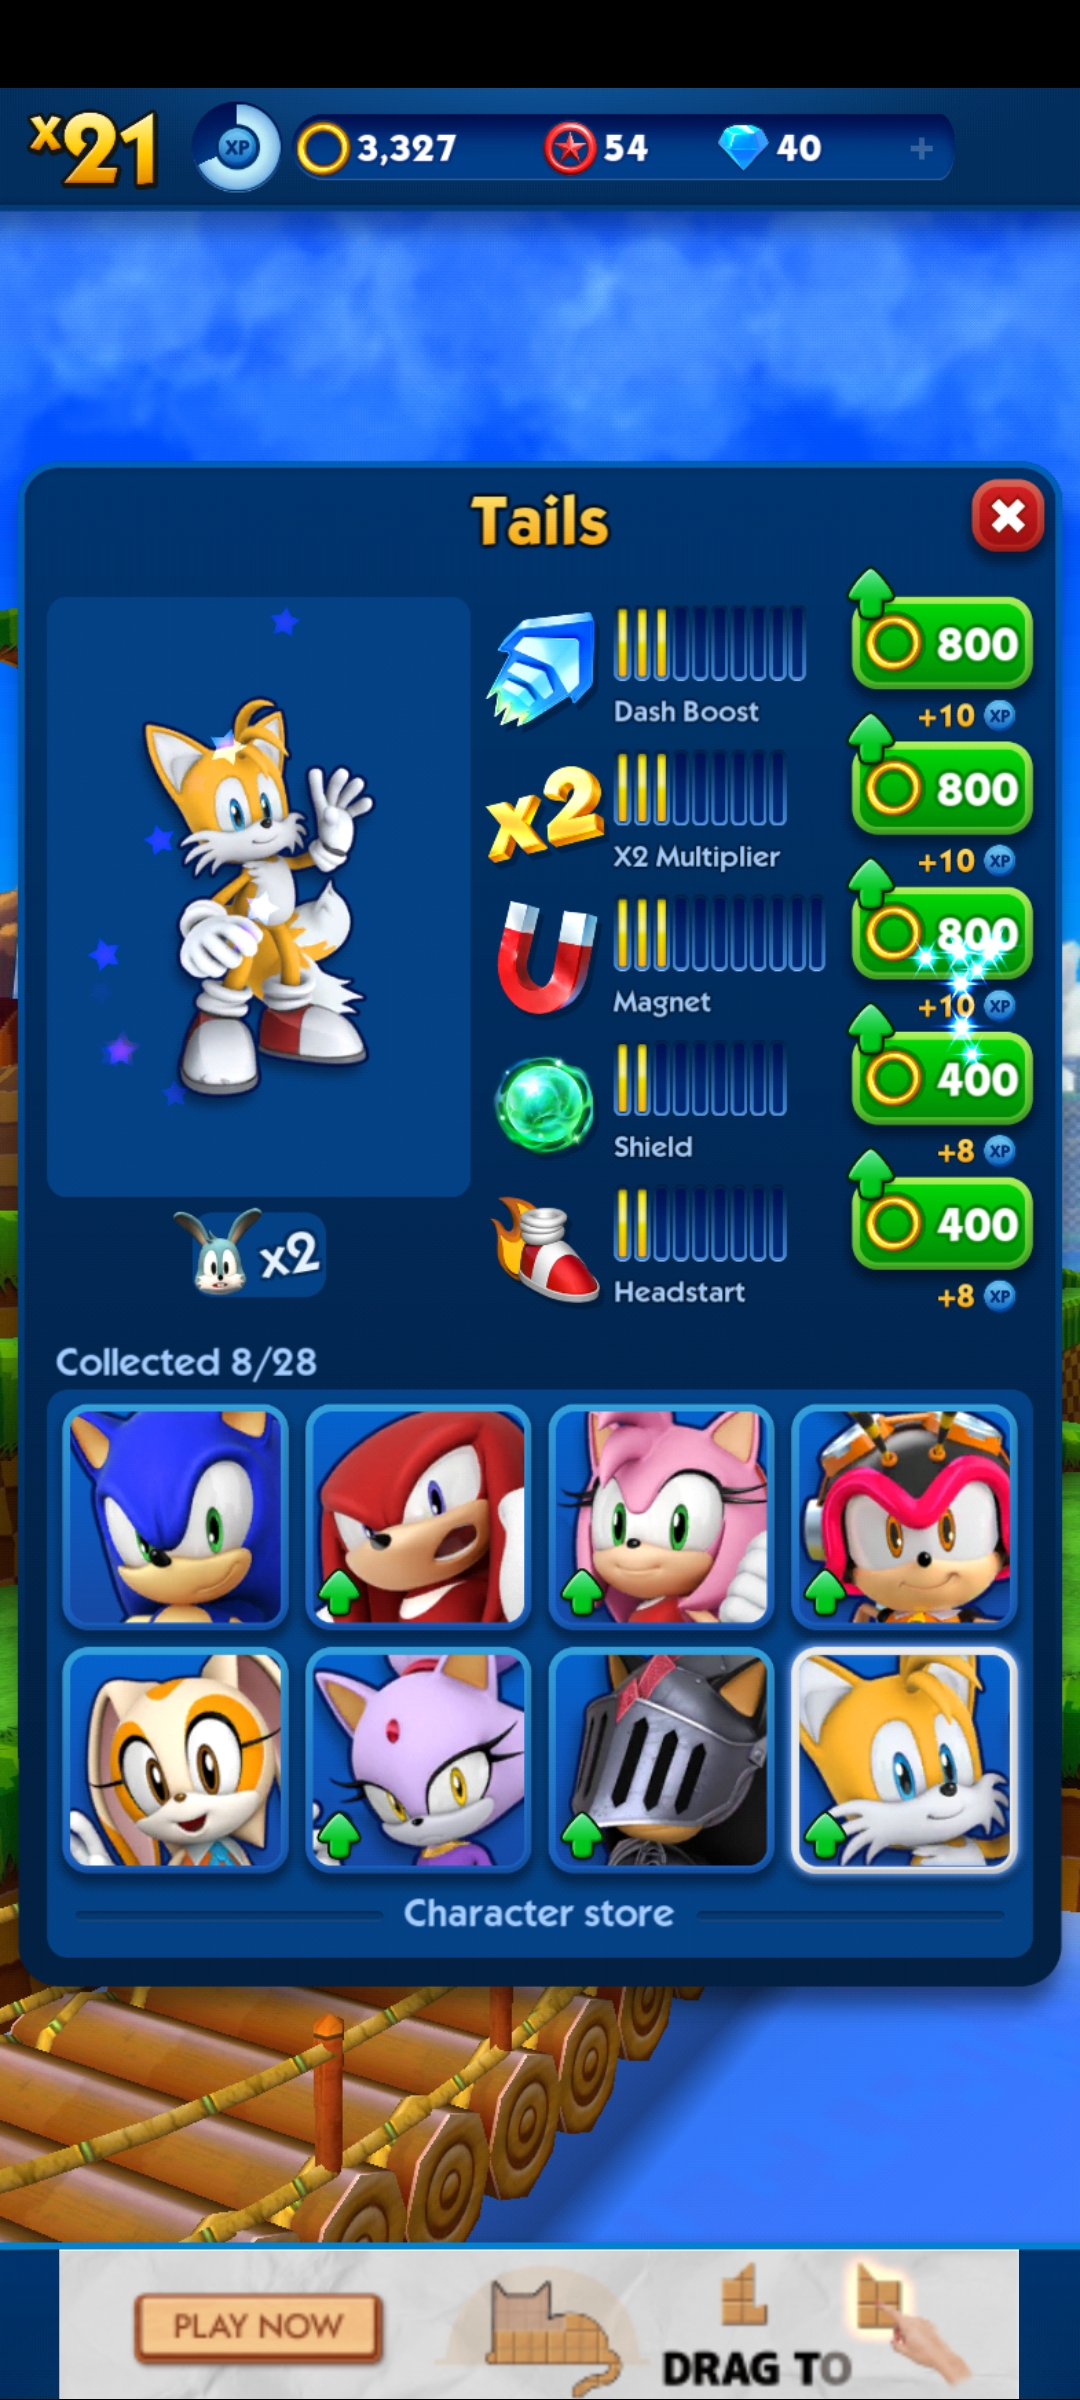 x21
XP
3,327
54
40
+
Tails
800
Dash Boost
+10 XP
x2
800
X2 Multiplier
+10 XP
800
Magnet
+10 XP
400
Shield
+8 XP
x2
400
Headstart
+8 XP
Collected 8/28
Character store
PLAY NOW
DRAG TO